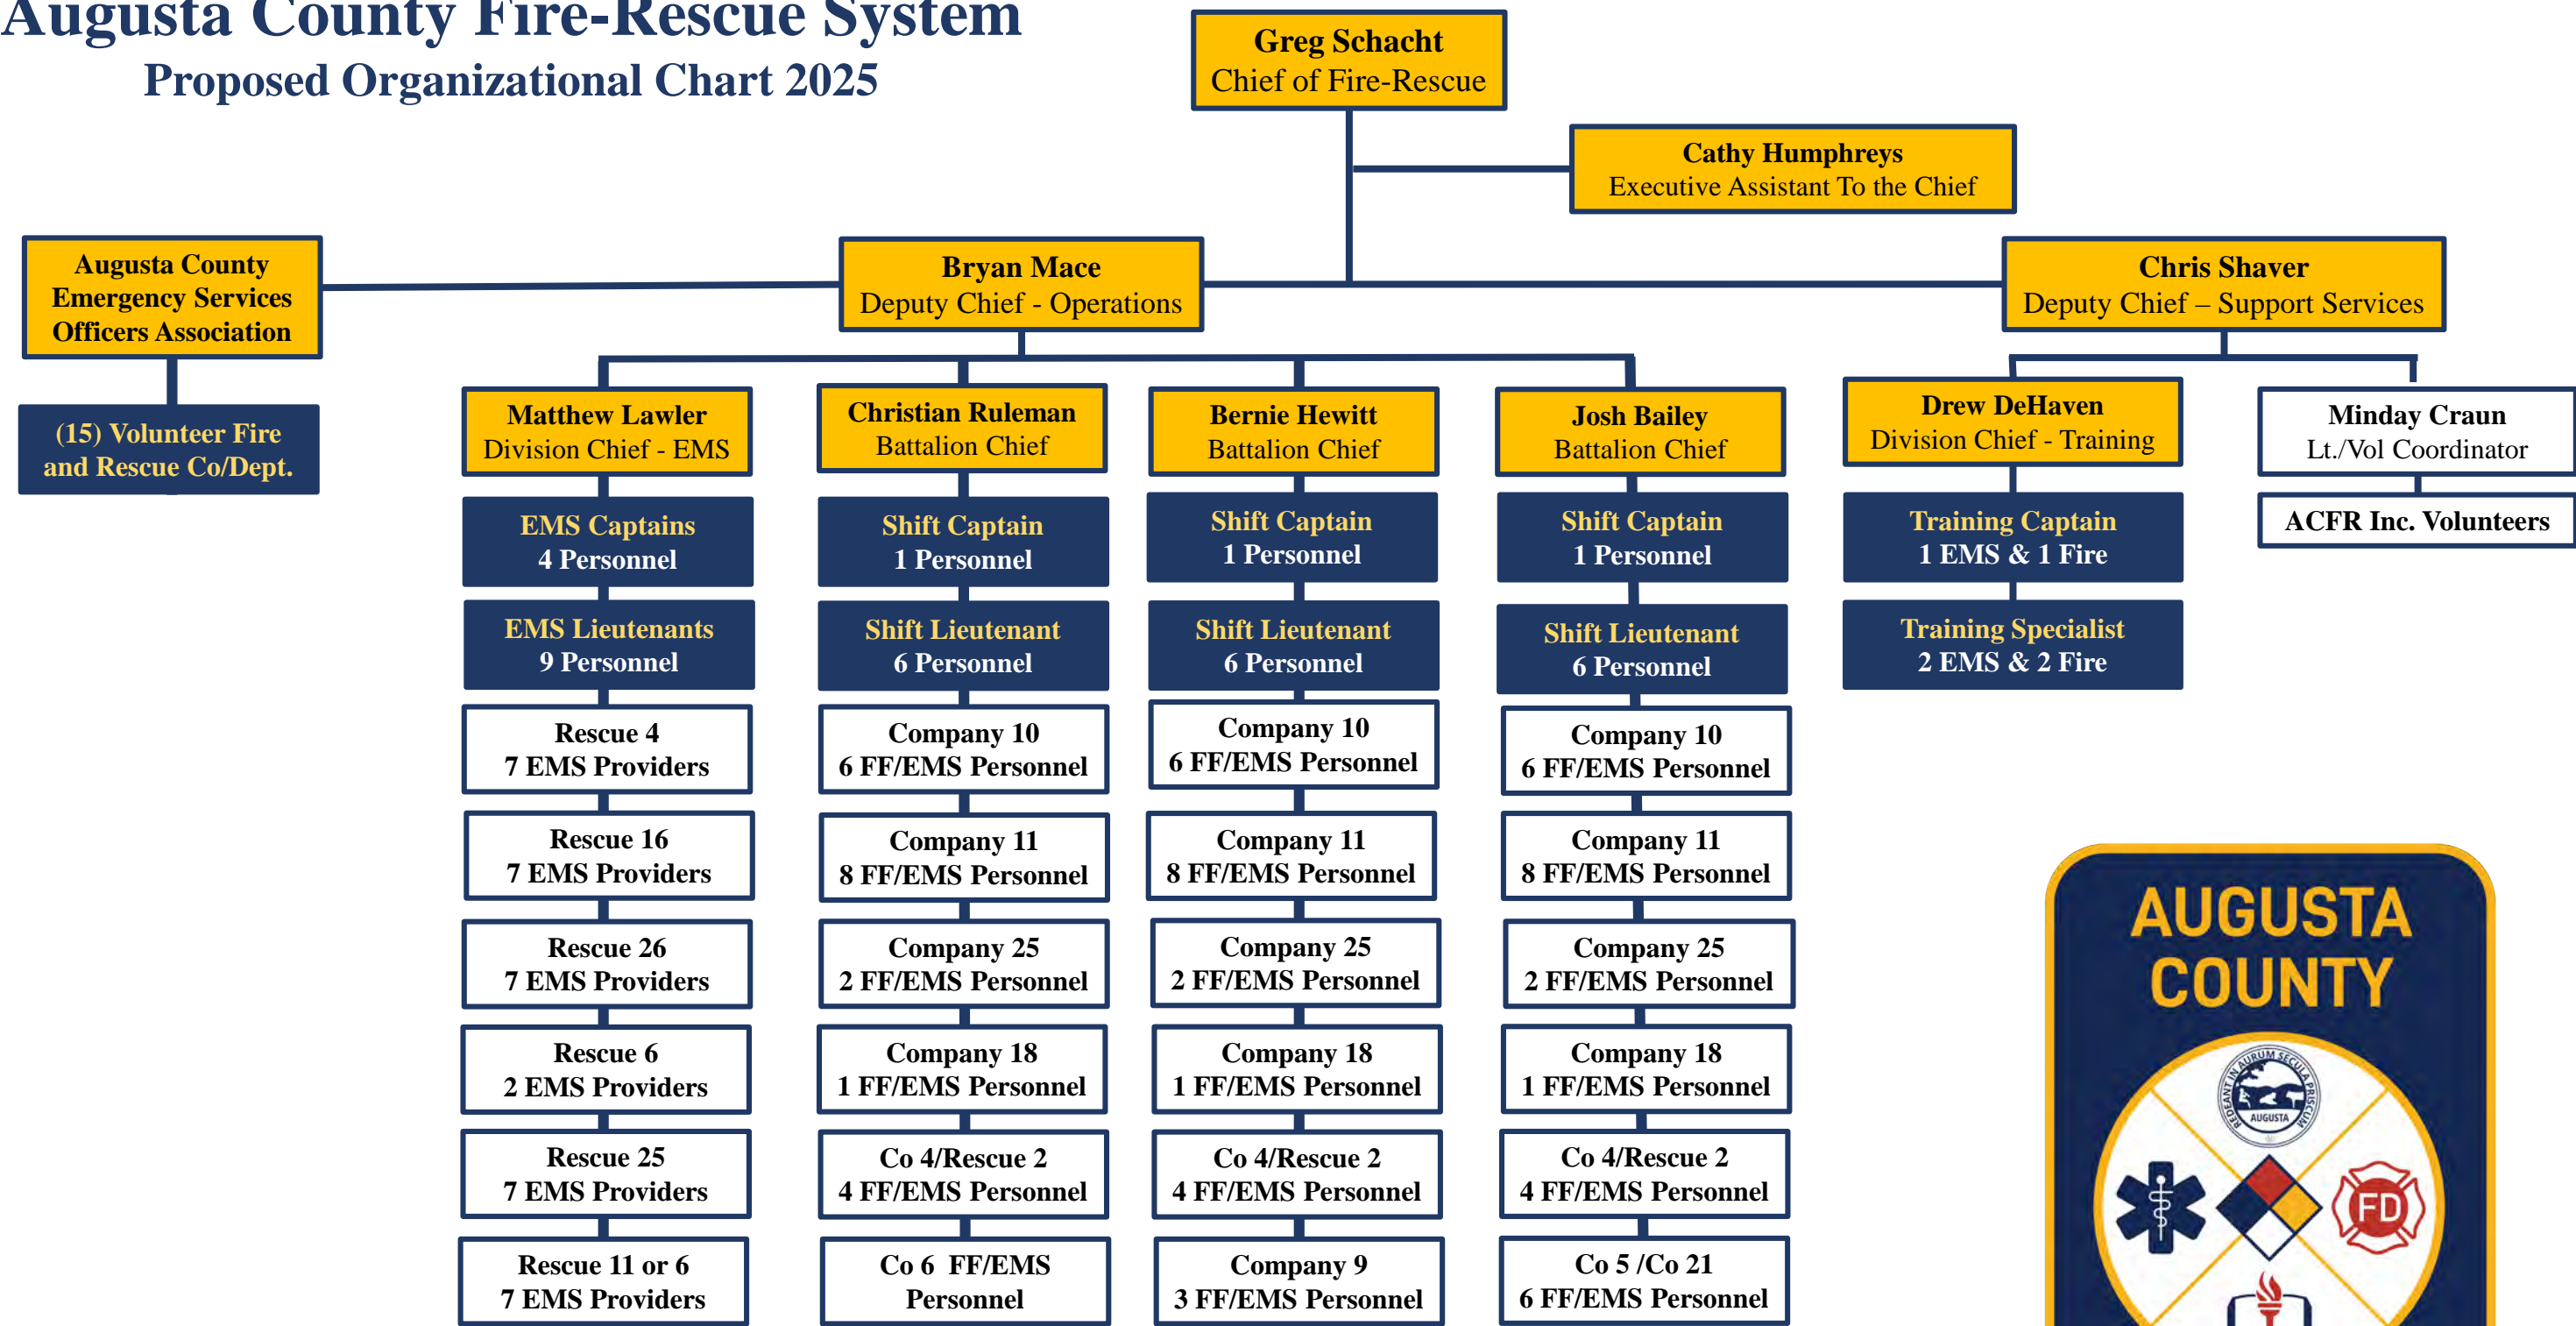 Augusta County Fire-Rescue System
Proposed Organizational Chart 2025
Greg Schacht
Chief of Fire-Rescue
Cathy Humphreys
Executive Assistant To the Chief
Augusta County
Emergency Services
Officers Association
Bryan Mace
Deputy Chief - Operations
Chris Shaver
Deputy Chief – Support Services
(15) Volunteer Fire
and Rescue Co/Dept.
Matthew Lawler
Division Chief - EMS
EMS Captains
4 Personnel
EMS Lieutenants
9 Personnel
Rescue 4
7 EMS Providers
Rescue 16
7 EMS Providers
Rescue 26
7 EMS Providers
Rescue 6
2 EMS Providers
Rescue 25
7 EMS Providers
Rescue 11 or 6
7 EMS Providers
Christian Ruleman
Battalion Chief
Shift Captain
1 Personnel
Shift Lieutenant
6 Personnel
Company 10
6 FF/EMS Personnel
Company 11
8 FF/EMS Personnel
Company 25
2 FF/EMS Personnel
Company 18
1 FF/EMS Personnel
Co 4/Rescue 2
4 FF/EMS Personnel
Co 6 FF/EMS
Personnel
Bernie Hewitt
Battalion Chief
Shift Captain
1 Personnel
Shift Lieutenant
6 Personnel
Company 10
6 FF/EMS Personnel
Company 11
8 FF/EMS Personnel
Company 25
2 FF/EMS Personnel
Company 18
1 FF/EMS Personnel
Co 4/Rescue 2
4 FF/EMS Personnel
Company 9
3 FF/EMS Personnel
Josh Bailey
Battalion Chief
Shift Captain
1 Personnel
Shift Lieutenant
6 Personnel
Company 10
6 FF/EMS Personnel
Company 11
8 FF/EMS Personnel
Company 25
2 FF/EMS Personnel
Company 18
1 FF/EMS Personnel
Co 4/Rescue 2
4 FF/EMS Personnel
Co 5 /Co 21
6 FF/EMS Personnel
Drew DeHaven
Division Chief - Training
Training Captain
1 EMS & 1 Fire
Training Specialist
2 EMS & 2 Fire
Minday Craun
Lt./Vol Coordinator
ACFR Inc. Volunteers
AUGUSTA
COUNTY
REDEANT IN AURUM SECULA PRISCUM
AUGUSTA
FD